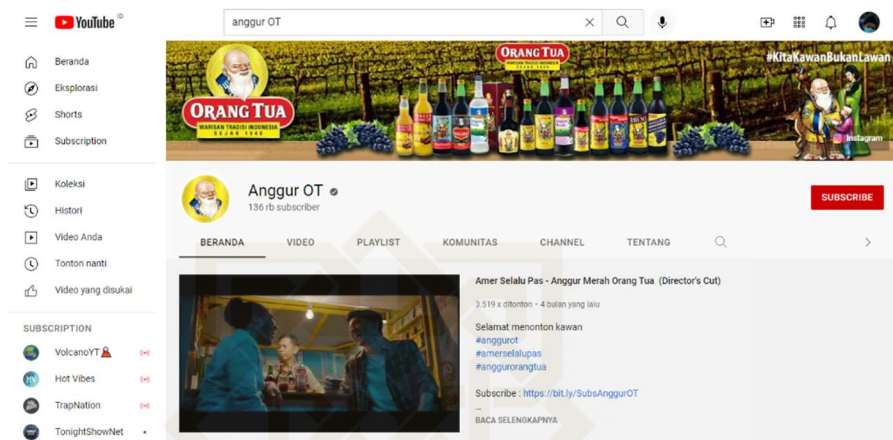 YouTube ID
anggur OT
Beranda
Eksplorasi
Shorts
Subscription
Koleksi
Histori
Video Anda
Tonton nanti
Video yang disukai
SUBSCRIPTION
VolcanoYT
Hot Vibes
TrapNation
TonightShowNet
ORANG TUA
WARISAN TRADISI INDONESIA
SEJAK 1948
ORANG TUA
#KitaKawanBukanLawan
Instagram
Anggur OT
136 rb subscriber
SUBSCRIBE
BERANDA VIDEO PLAYLIST KOMUNITAS CHANNEL TENTANG
Amer Selalu Pas - Anggur Merah Orang Tua (Director's Cut)
3.519 x ditonton • 4 bulan yang lalu
Selamat menonton kawan
#anggurot
#amerselalupas
#anggurorangtua
Subscribe : https://bit.ly/SubsAnggurOT
...
BACA SELENGKAPNYA